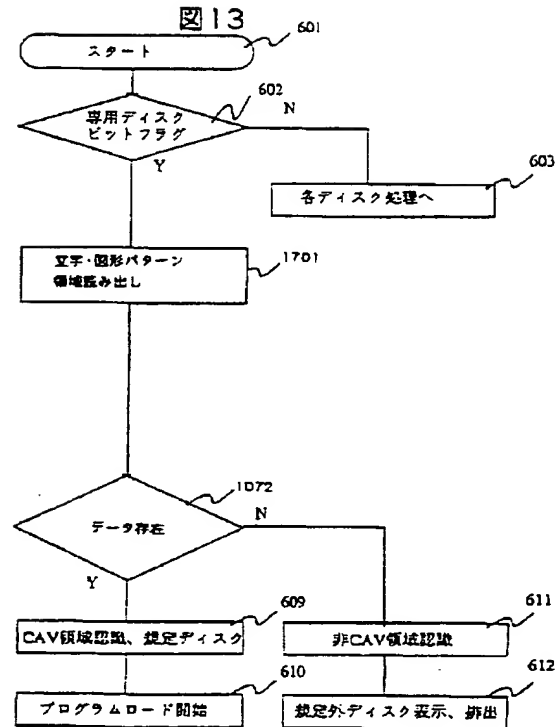 図13
スタート
601
専用ディスク
ビットフラグ
602
N
Y
各ディスク処理へ
603
文字・図形パターン
領域読み出し
1701
データ存在
1072
N
Y
CAV領域認識、規定ディスク
609
非CAV領域認識
611
プログラムロード開始
610
規定外ディスク表示、排出
612